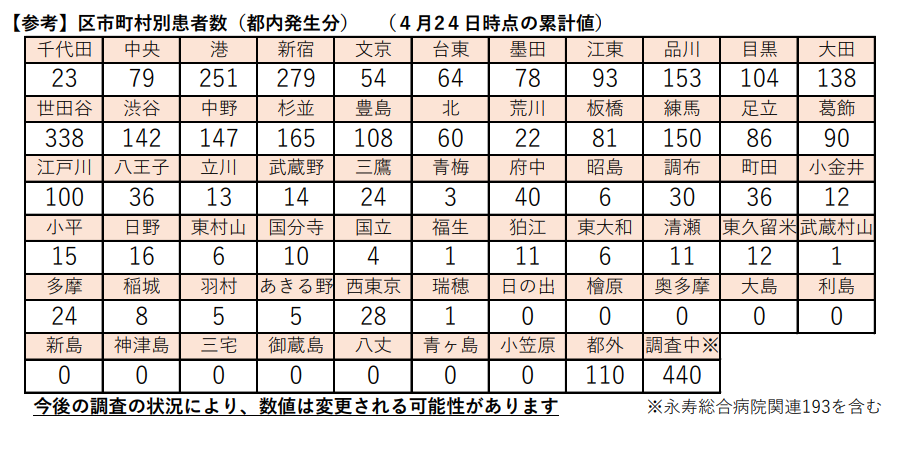 【参考】区市町村別患者数（都内発生分）　（４月２４日時点の累計値）
千代田 中央 港 新宿 文京 台東 墨田 江東 品川 目黒 大田
23 79 251 279 54 64 78 93 153 104 138
世田谷 渋谷 中野 杉並 豊島 北 荒川 板橋 練馬 足立 葛飾
338 142 147 165 108 60 22 81 150 86 90
江戸川 八王子 立川 武蔵野 三鷹 青梅 府中 昭島 調布 町田 小金井
100 36 13 14 24 3 40 6 30 36 12
小平 日野 東村山 国分寺 国立 福生 狛江 東大和 清瀬 東久留米 武蔵村山
15 16 6 10 4 1 11 6 11 12 1
多摩 稲城 羽村 あきる野 西東京 瑞穂 日の出 檜原 奥多摩 大島 利島
24 8 5 5 28 1 0 0 0 0 0
新島 神津島 三宅 御蔵島 八丈 青ヶ島 小笠原 都外 調査中※
0 0 0 0 0 0 0 110 440
今後の調査の状況により、数値は変更される可能性があります
※永寿総合病院関連193を含む